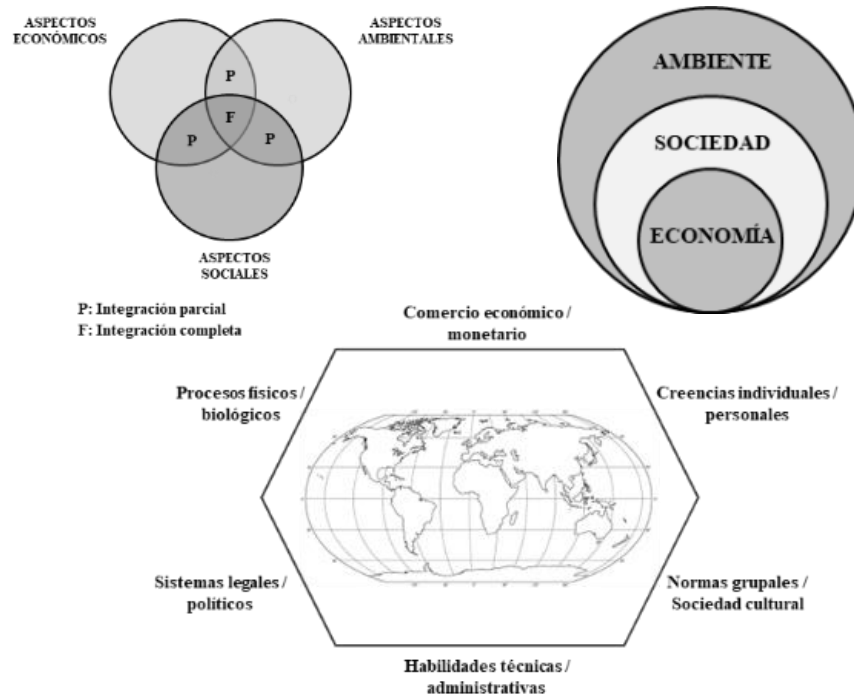 ASPECTOS
ECONÓMICOS
ASPECTOS
AMBIENTALES
P
F
P
P
ASPECTOS
SOCIALES
P: Integración parcial
F: Integración completa
AMBIENTE
SOCIEDAD
ECONOMÍA
Comercio económico /
monetario
Procesos físicos /
biológicos
Creencias individuales /
personales
Sistemas legales /
políticos
Normas grupales /
Sociedad cultural
Habilidades técnicas /
administrativas